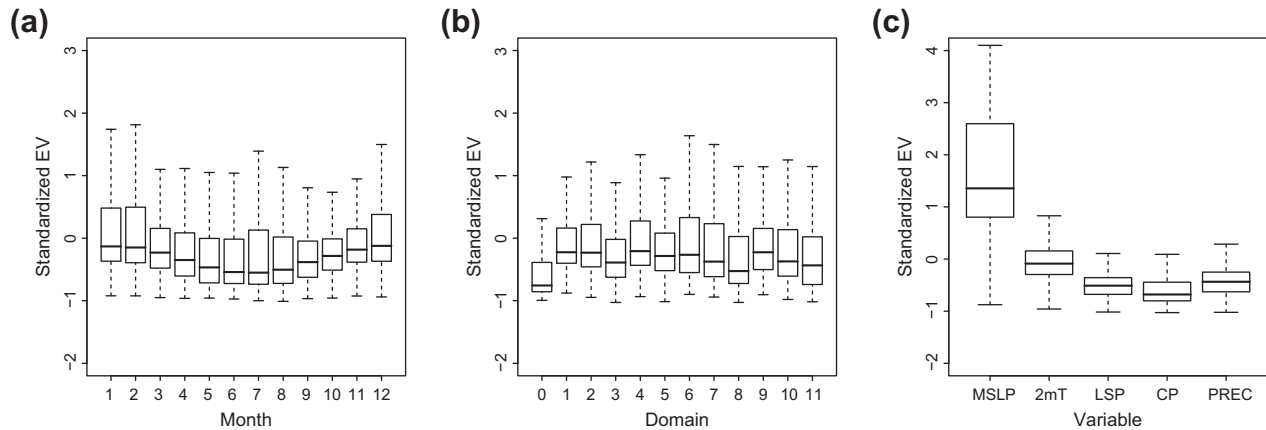 (a)
Standardized EV
3
2
1
0
−1
−2
1 2 3 4 5 6 7 8 9 10 11 12
Month
(b)
Standardized EV
3
2
1
0
−1
−2
0 1 2 3 4 5 6 7 8 9 10 11
Domain
(c)
Standardized EV
4
3
2
1
0
−1
−2
MSLP 2mT LSP CP PREC
Variable